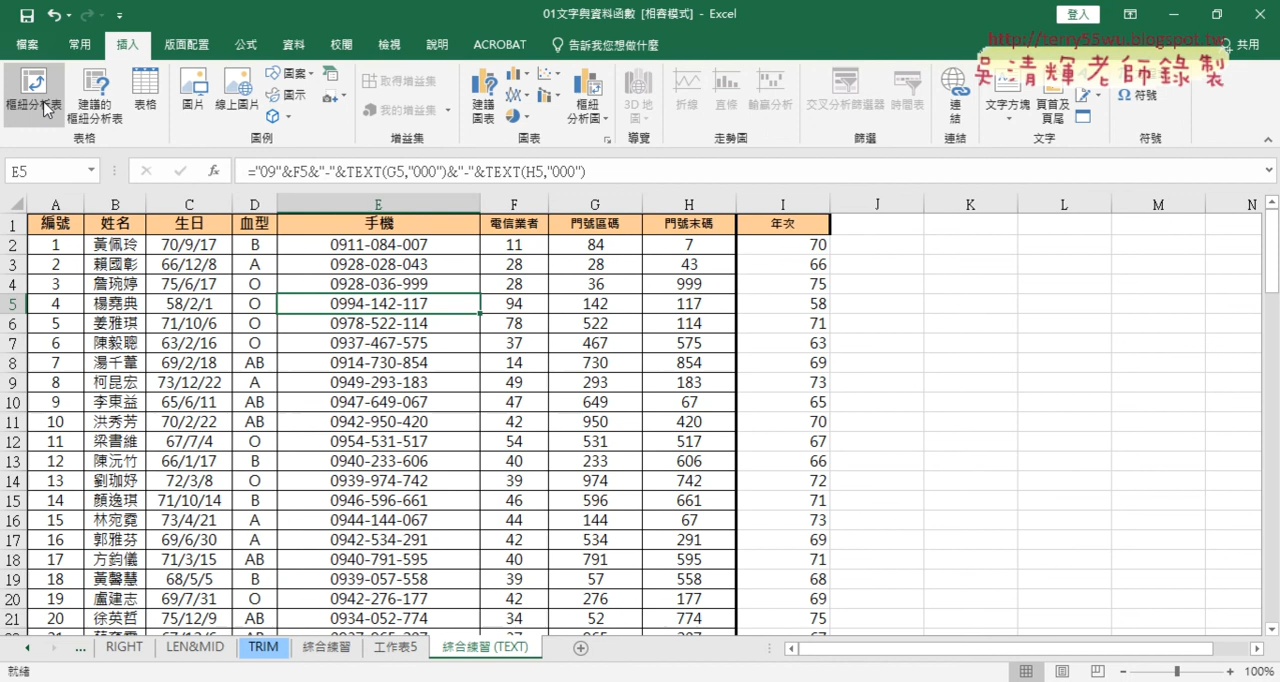 01文字與資料函數 [相容模式] - Excel
登入
檔案 常用 插入 版面配置 公式 資料 校閱 檢視 說明 ACROBAT 告訴我您想做什麼 共用
http://terry55wu.blogspot.tw
吳清輝老師錄製
樞紐分析表 建議的樞紐分析表 表格 圖片 線上圖片 圖案 圖示 取得增益集 我的增益集 建議圖表 樞紐分析圖 3D 地圖 折線 直條 輸贏分析 交叉分析篩選器 時間表 連結 文字方塊 頁首及頁尾 Ω 符號
表格 圖例 增益集 圖表 導覽 走勢圖 篩選 連結 文字 符號
E5 fx ="09"&F5&"-"&TEXT(G5,"000")&"-"&TEXT(H5,"000")
A B C D E F G H I J K L M N
1 編號 姓名 生日 血型 手機 電信業者 門號區碼 門號末碼 年次
2 1 黃佩玲 70/9/17 B 0911-084-007 11 84 7 70
3 2 賴國彰 66/12/8 A 0928-028-043 28 28 43 66
4 3 詹琬婷 75/6/17 O 0928-036-999 28 36 999 75
5 4 楊堯典 58/2/1 O 0994-142-117 94 142 117 58
6 5 姜雅琪 71/10/6 O 0978-522-114 78 522 114 71
7 6 陳毅聰 63/2/16 O 0937-467-575 37 467 575 63
8 7 湯千葦 69/2/18 AB 0914-730-854 14 730 854 69
9 8 柯昆宏 73/12/22 A 0949-293-183 49 293 183 73
10 9 李東益 65/6/11 AB 0947-649-067 47 649 67 65
11 10 洪秀芳 70/2/22 AB 0942-950-420 42 950 420 70
12 11 梁書維 67/7/4 O 0954-531-517 54 531 517 67
13 12 陳沅竹 66/1/17 B 0940-233-606 40 233 606 66
14 13 劉珈妤 72/3/8 O 0939-974-742 39 974 742 72
15 14 顏逸琪 71/10/14 B 0946-596-661 46 596 661 71
16 15 林宛霓 73/4/21 A 0944-144-067 44 144 67 73
17 16 郭雅芬 69/6/30 A 0942-534-291 42 534 291 69
18 17 方鈞儀 71/3/15 AB 0940-791-595 40 791 595 71
19 18 黃馨慧 68/5/5 B 0939-057-558 39 57 558 68
20 19 盧建志 69/7/31 O 0942-276-177 42 276 177 69
21 20 徐英哲 75/12/9 AB 0934-052-774 34 52 774 75
... RIGHT LEN&MID TRIM 綜合練習 工作表5 綜合練習 (TEXT)
就緒 100%